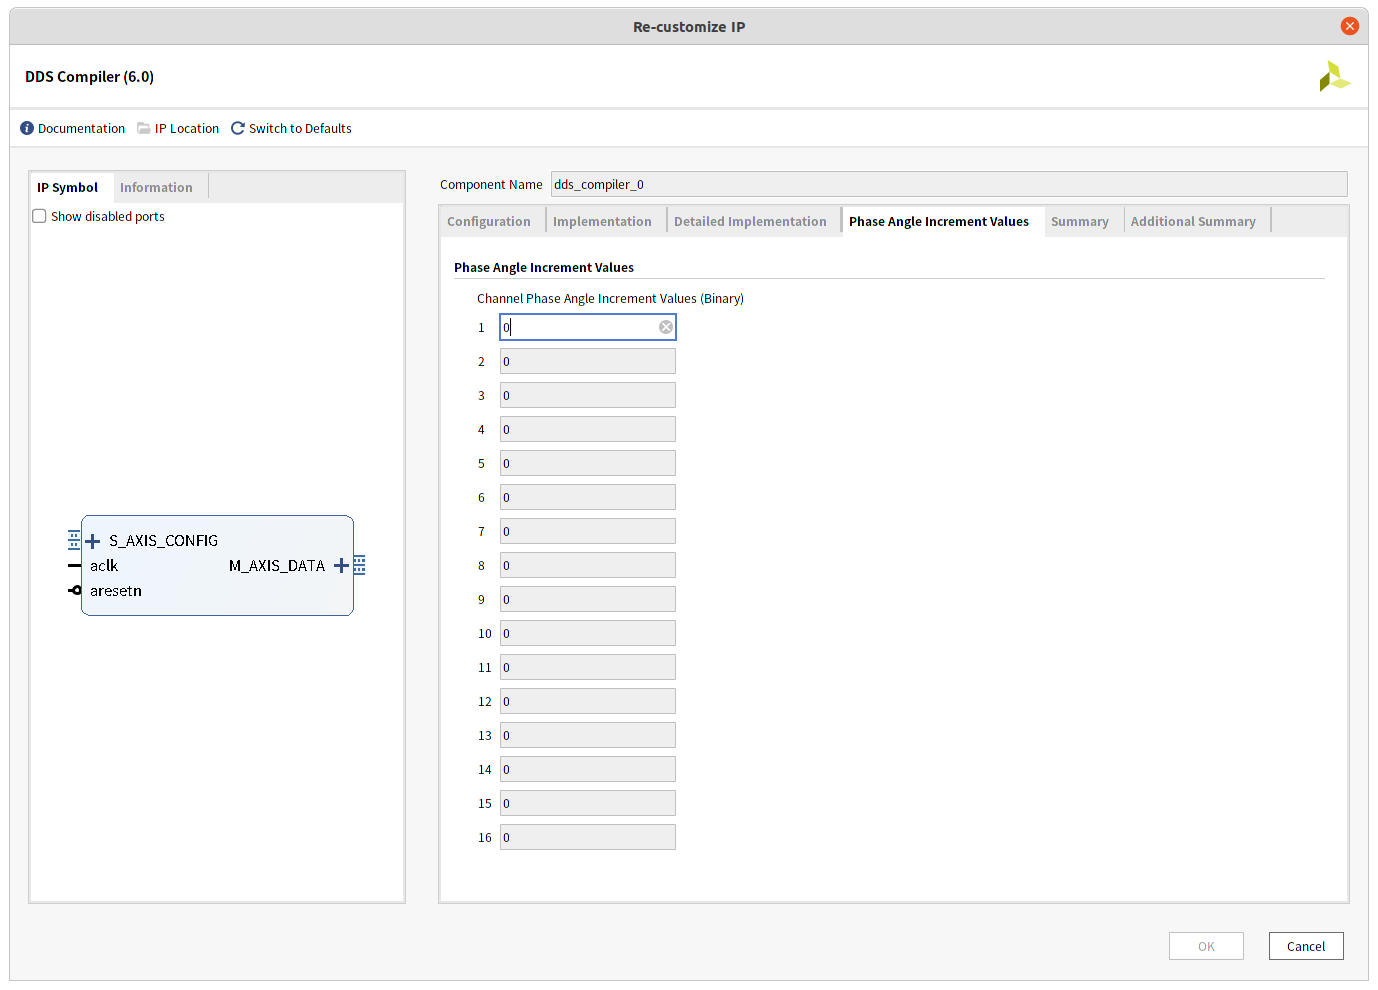 Re-customize IP
DDS Compiler (6.0)
Documentation IP Location Switch to Defaults
IP Symbol Information
Show disabled ports
S_AXIS_CONFIG
aclk M_AXIS_DATA
aresetn
Component Name dds_compiler_0
Configuration Implementation Detailed Implementation Phase Angle Increment Values Summary Additional Summary
Phase Angle Increment Values
Channel Phase Angle Increment Values (Binary)
1 0
2 0
3 0
4 0
5 0
6 0
7 0
8 0
9 0
10 0
11 0
12 0
13 0
14 0
15 0
16 0
OK Cancel